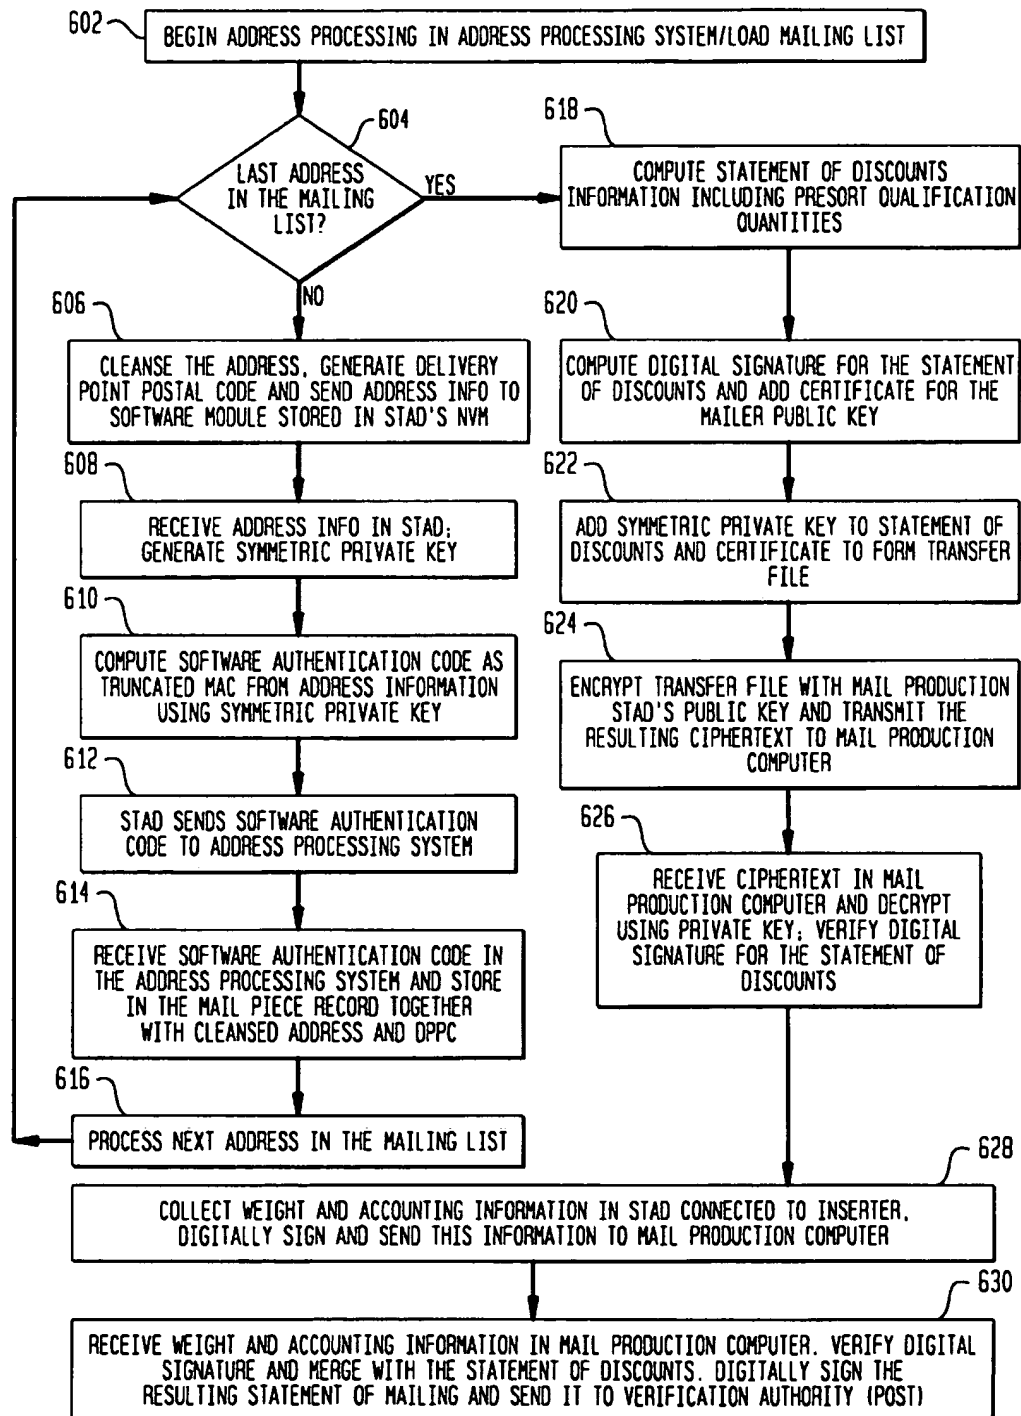 602
BEGIN ADDRESS PROCESSING IN ADDRESS PROCESSING SYSTEM/LOAD MAILING LIST
604
LAST ADDRESS
IN THE MAILING
LIST?
YES
NO
606
CLEANSE THE ADDRESS, GENERATE DELIVERY
POINT POSTAL CODE AND SEND ADDRESS INFO TO
SOFTWARE MODULE STORED IN STAD'S NVM
608
RECEIVE ADDRESS INFO IN STAD;
GENERATE SYMMETRIC PRIVATE KEY
610
COMPUTE SOFTWARE AUTHENTICATION CODE AS
TRUNCATED MAC FROM ADDRESS INFORMATION
USING SYMMETRIC PRIVATE KEY
612
STAD SENDS SOFTWARE AUTHENTICATION
CODE TO ADDRESS PROCESSING SYSTEM
614
RECEIVE SOFTWARE AUTHENTICATION CODE IN
THE ADDRESS PROCESSING SYSTEM AND STORE
IN THE MAIL PIECE RECORD TOGETHER
WITH CLEANSED ADDRESS AND DPPC
616
PROCESS NEXT ADDRESS IN THE MAILING LIST
618
COMPUTE STATEMENT OF DISCOUNTS
INFORMATION INCLUDING PRESORT QUALIFICATION
QUANTITIES
620
COMPUTE DIGITAL SIGNATURE FOR THE STATEMENT
OF DISCOUNTS AND ADD CERTIFICATE FOR THE
MAILER PUBLIC KEY
622
ADD SYMMETRIC PRIVATE KEY TO STATEMENT OF
DISCOUNTS AND CERTIFICATE TO FORM TRANSFER
FILE
624
ENCRYPT TRANSFER FILE WITH MAIL PRODUCTION
STAD'S PUBLIC KEY AND TRANSMIT THE
RESULTING CIPHERTEXT TO MAIL PRODUCTION
COMPUTER
626
RECEIVE CIPHERTEXT IN MAIL
PRODUCTION COMPUTER AND DECRYPT
USING PRIVATE KEY; VERIFY DIGITAL
SIGNATURE FOR THE STATEMENT OF
DISCOUNTS
628
COLLECT WEIGHT AND ACCOUNTING INFORMATION IN STAD CONNECTED TO INSERTER,
DIGITALLY SIGN AND SEND THIS INFORMATION TO MAIL PRODUCTION COMPUTER
630
RECEIVE WEIGHT AND ACCOUNTING INFORMATION IN MAIL PRODUCTION COMPUTER. VERIFY DIGITAL
SIGNATURE AND MERGE WITH THE STATEMENT OF DISCOUNTS. DIGITALLY SIGN THE
RESULTING STATEMENT OF MAILING AND SEND IT TO VERIFICATION AUTHORITY (POST)